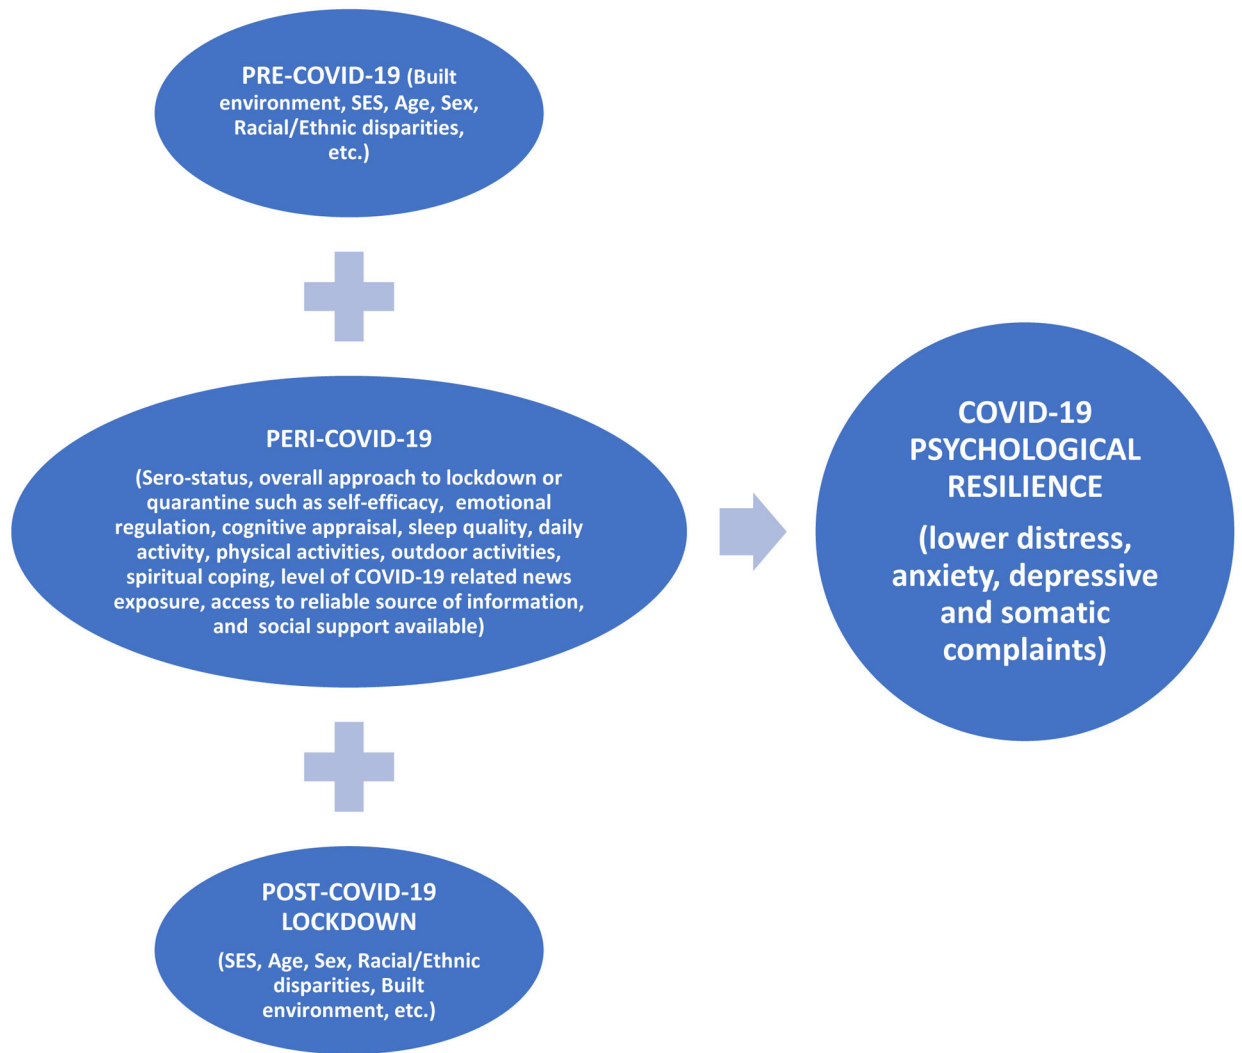 PRE-COVID-19 (Built
environment, SES, Age, Sex,
Racial/Ethnic disparities,
etc.)
PERI-COVID-19
(Sero-status, overall approach to lockdown or
quarantine such as self-efficacy, emotional
regulation, cognitive appraisal, sleep quality, daily
activity, physical activities, outdoor activities,
spiritual coping, level of COVID-19 related news
exposure, access to reliable source of information,
and social support available)
POST-COVID-19
LOCKDOWN
(SES, Age, Sex, Racial/Ethnic
disparities, Built
environment, etc.)
COVID-19
PSYCHOLOGICAL
RESILIENCE
(lower distress,
anxiety, depressive
and somatic
complaints)